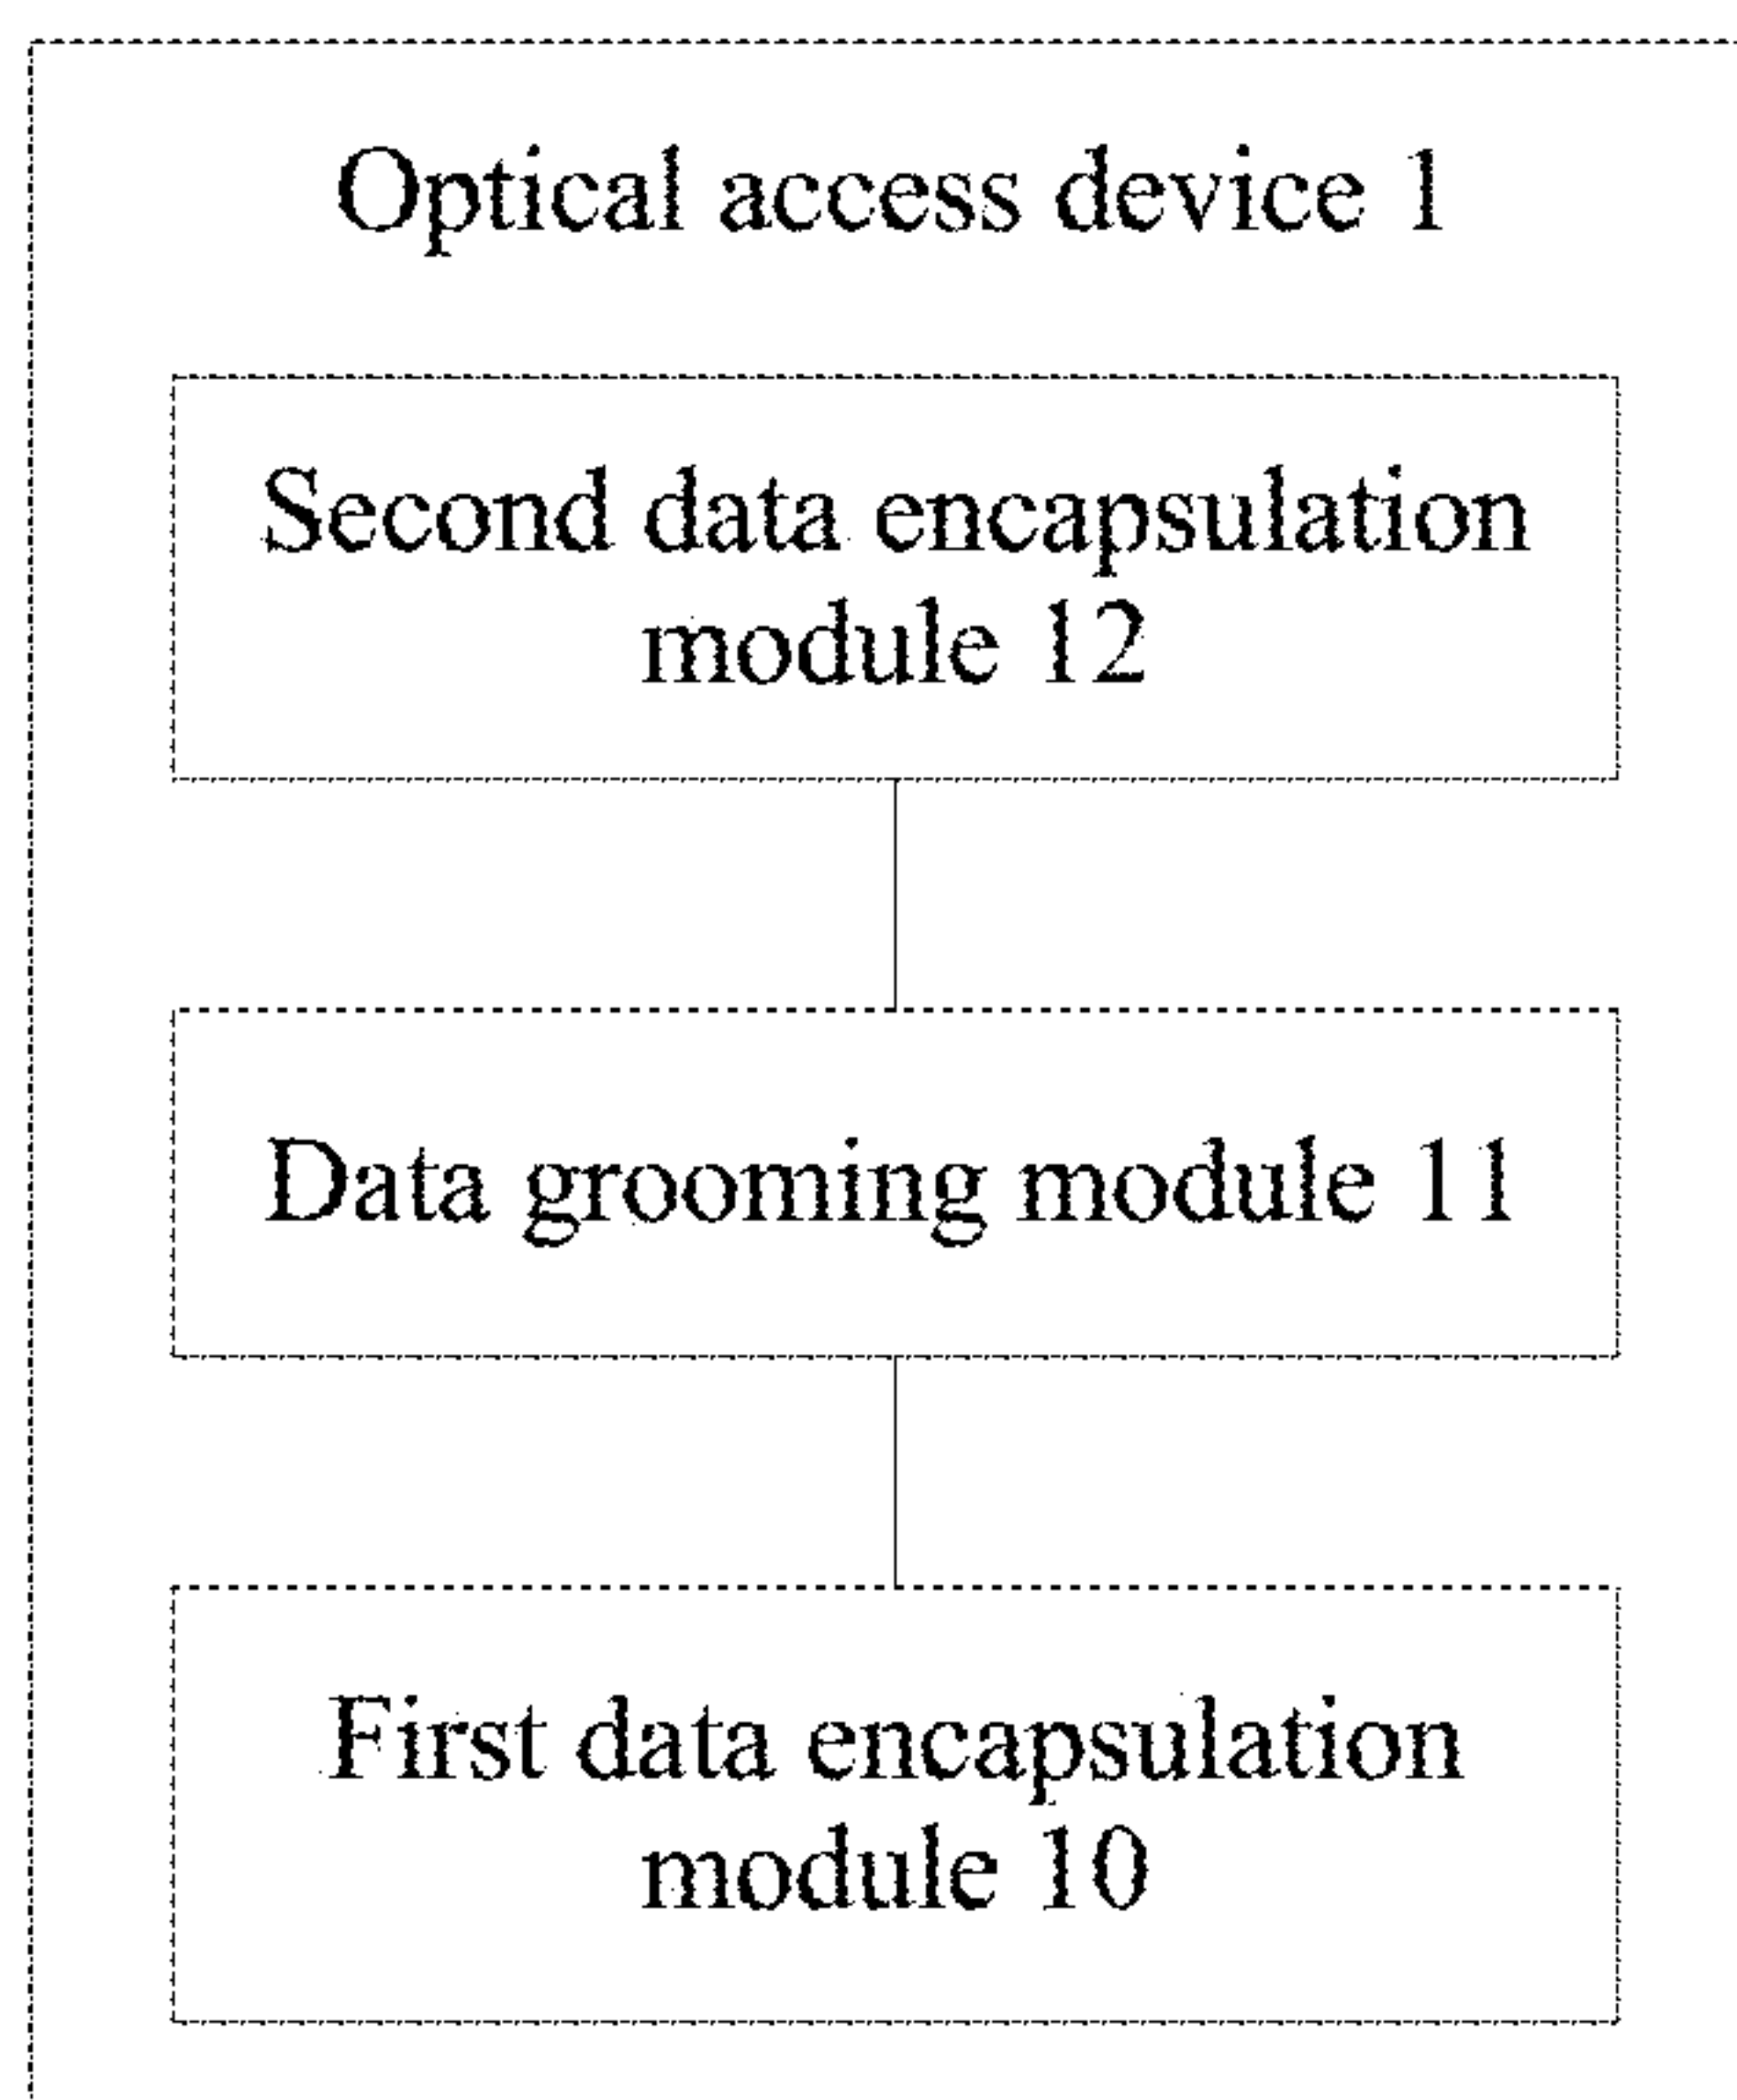 Optical access device 1
Second data encapsulation
module 12
Data grooming module 11
First data encapsulation
module 10